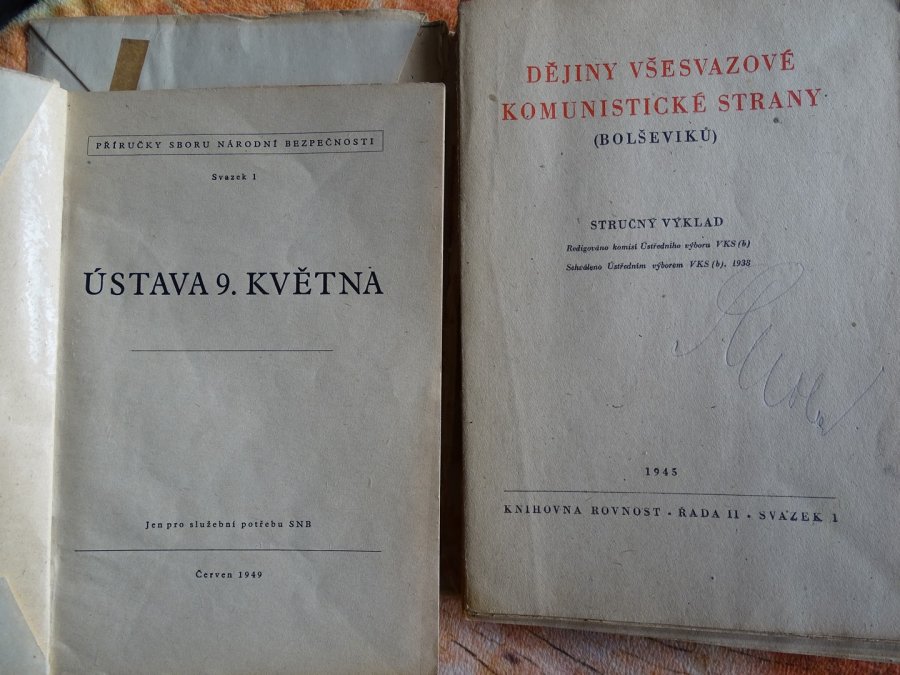 PŘÍRUČKY SBORU NÁRODNÍ BEZPEČNOSTI
Svazek 1
ÚSTAVA 9. KVĚTNA
Jen pro služební potřebu SNB
Červen 1949
DĚJINY VŠESVAZOVÉ
KOMUNISTICKÉ STRANY
(BOLŠEVIKŮ)
STRUČNÝ VÝKLAD
Redigováno komisí Ústředního výboru VKS (b)
Schváleno Ústředním výborem VKS (b), 1938
1945
KNIHOVNA ROVNOST • ŘADA II • SVAZEK 1